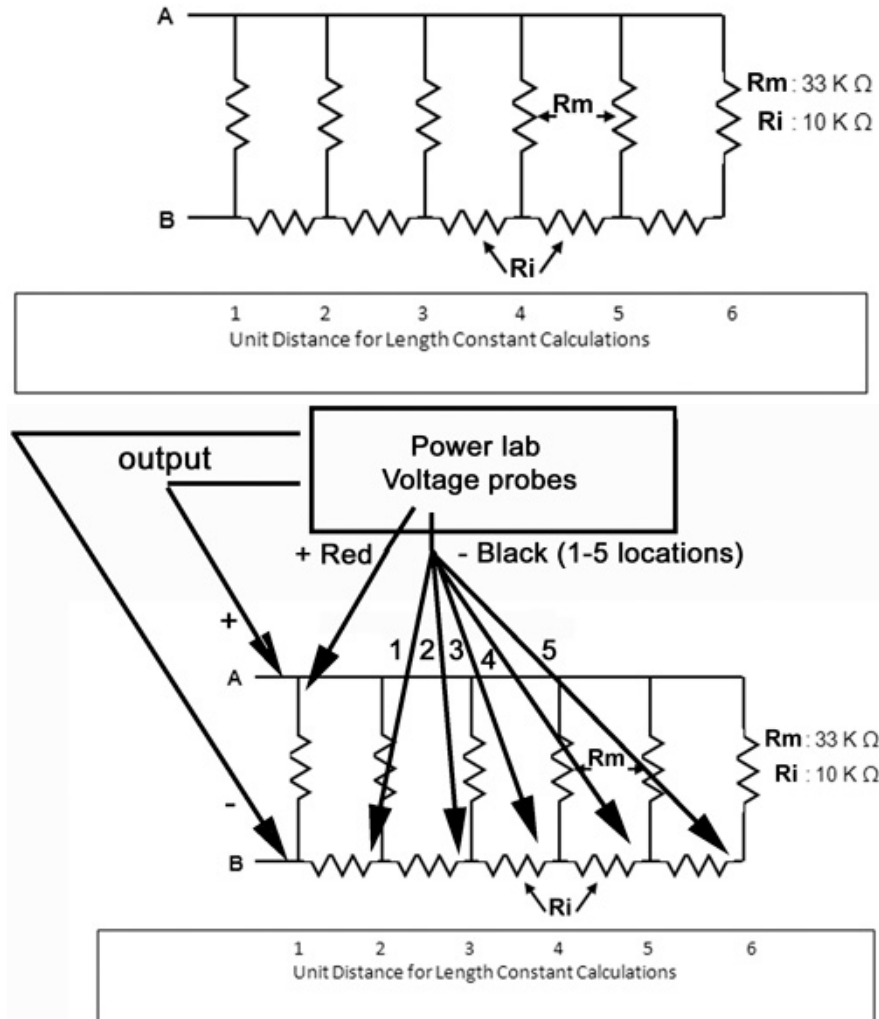 A
Rm : 33 K Ω
Rm
Ri : 10 K Ω
B
Ri
1 2 3 4 5 6
Unit Distance for Length Constant Calculations
Power lab
output
Voltage probes
+ Red - Black (1-5 locations)
+ 1 2 3 4 5
A
Rm : 33 K Ω
Rm
Ri : 10 K Ω
-
B
Ri
1 2 3 4 5 6
Unit Distance for Length Constant Calculations